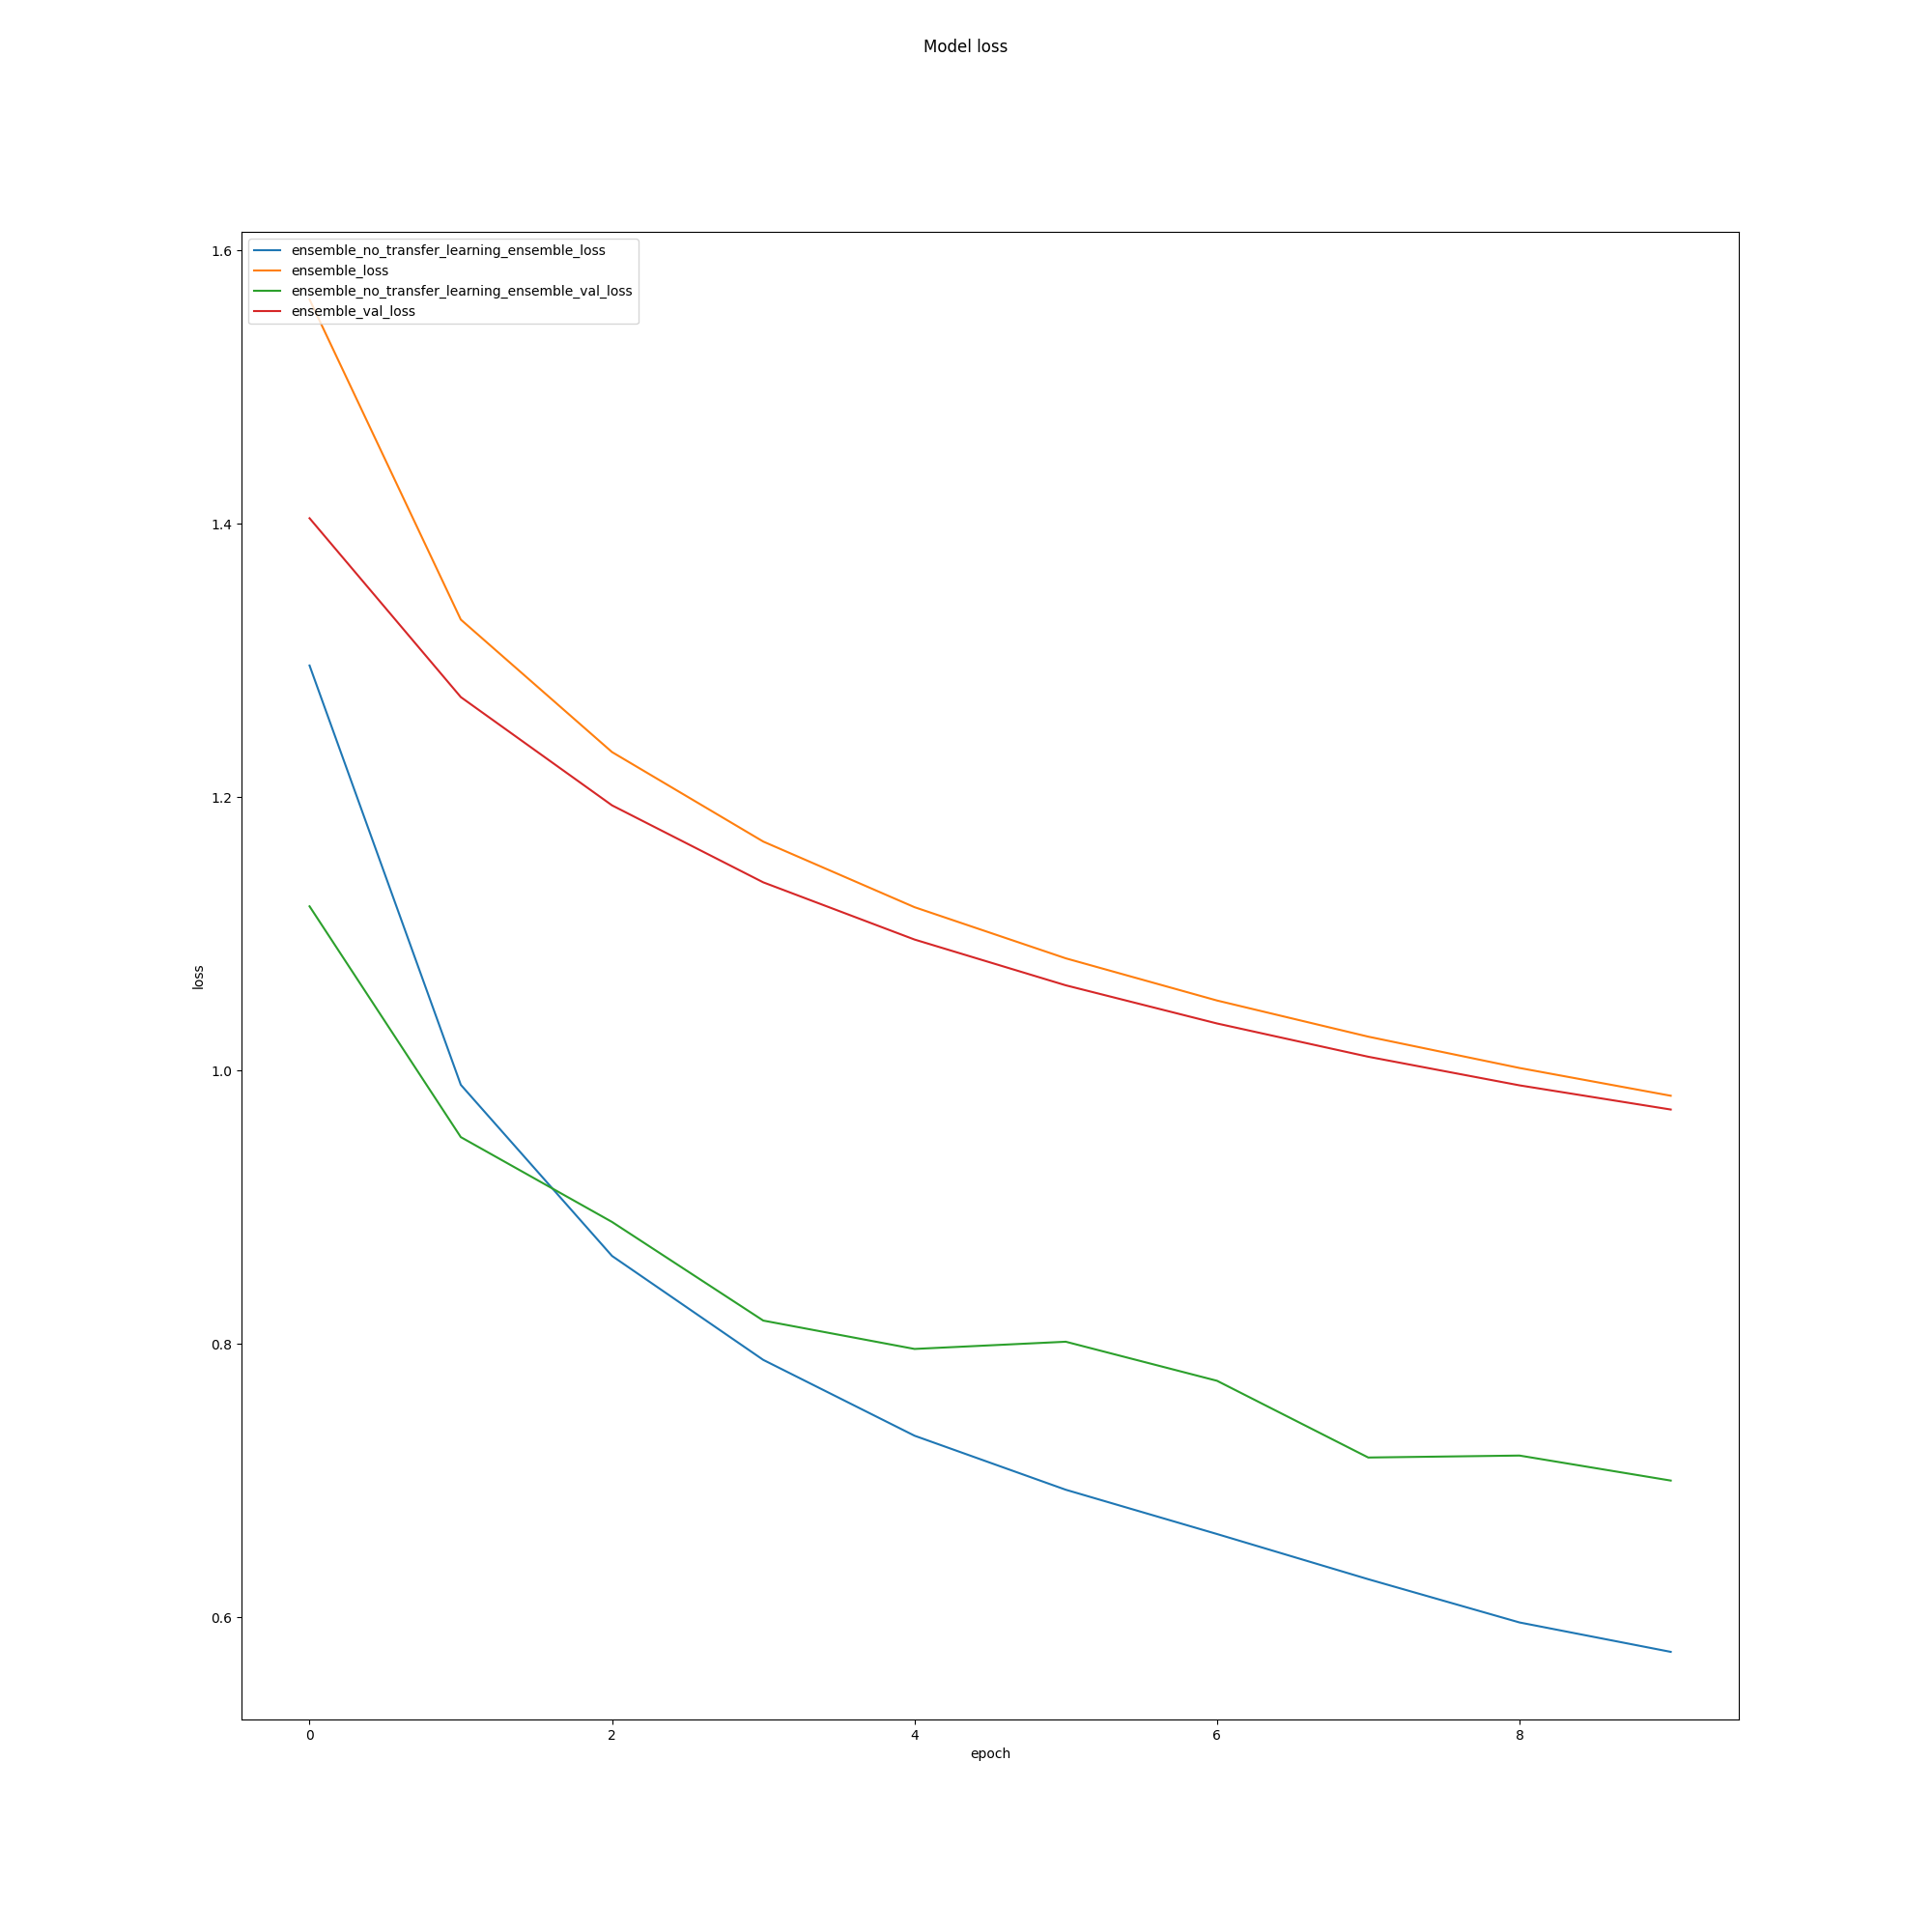 Model loss
ensemble_no_transfer_learning_ensemble_loss
ensemble_loss
ensemble_no_transfer_learning_ensemble_val_loss
ensemble_val_loss
1.6
1.4
1.2
1.0
0.8
0.6
loss
0 2 4 6 8
epoch